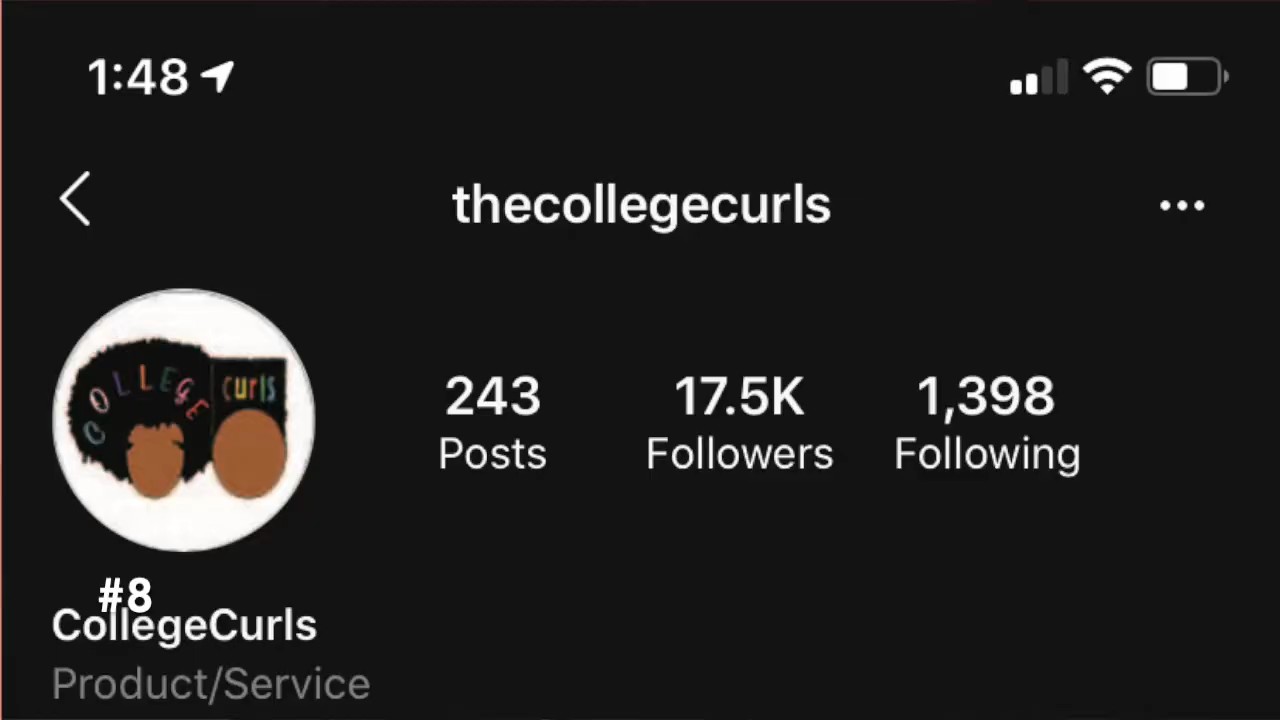 1:48
thecollegecurls
COLLEGE curls
243 17.5K 1,398
Posts Followers Following
#8
CollegeCurls
Product/Service